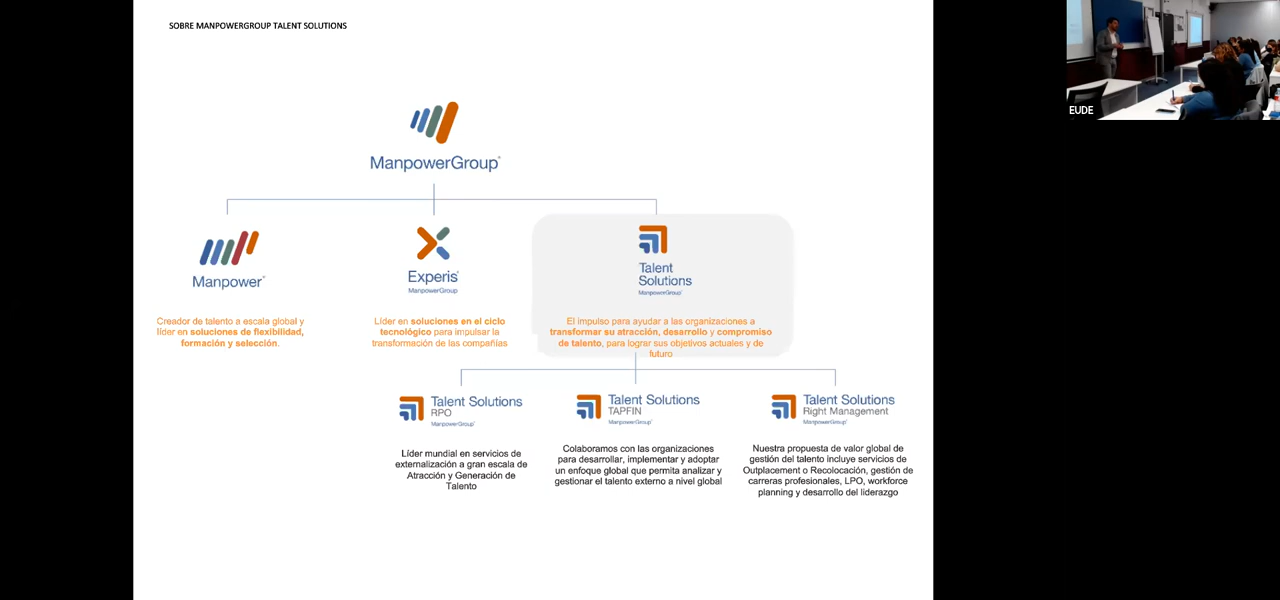 SOBRE MANPOWERGROUP TALENT SOLUTIONS
EUDE
ManpowerGroup®
Manpower®
Experis®
ManpowerGroup
Talent
Solutions
ManpowerGroup®
Creador de talento a escala global y
líder en soluciones de flexibilidad,
formación y selección.
Líder en soluciones en el ciclo
tecnológico para impulsar la
transformación de las compañías
El impulso para ayudar a las organizaciones a
transformar su atracción, desarrollo y compromiso
de talento, para lograr sus objetivos actuales y de
futuro
Talent Solutions
RPO
ManpowerGroup®
Líder mundial en servicios de
externalización a gran escala de
Atracción y Generación de
Talento
Talent Solutions
TAPFIN
ManpowerGroup®
Colaboramos con las organizaciones
para desarrollar, implementar y adoptar
un enfoque global que permita analizar y
gestionar el talento externo a nivel global
Talent Solutions
Right Management
ManpowerGroup®
Nuestra propuesta de valor global de
gestión del talento incluye servicios de
Outplacement o Recolocación, gestión de
carreras profesionales, LPO, workforce
planning y desarrollo del liderazgo